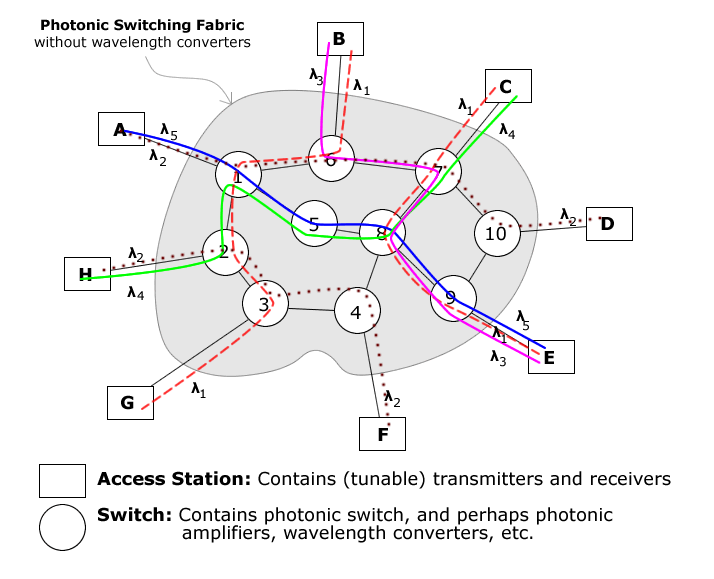 Photonic Switching Fabric
without wavelength converters
B
λ3
λ1
C
λ1
λ4
A
λ5
λ2
1
6
7
D
λ2
5
8
10
H
λ2
λ4
2
3
4
9
λ5
λ1
λ3
E
G
λ1
λ2
F
Access Station: Contains (tunable) transmitters and receivers
Switch: Contains photonic switch, and perhaps photonic
amplifiers, wavelength converters, etc.